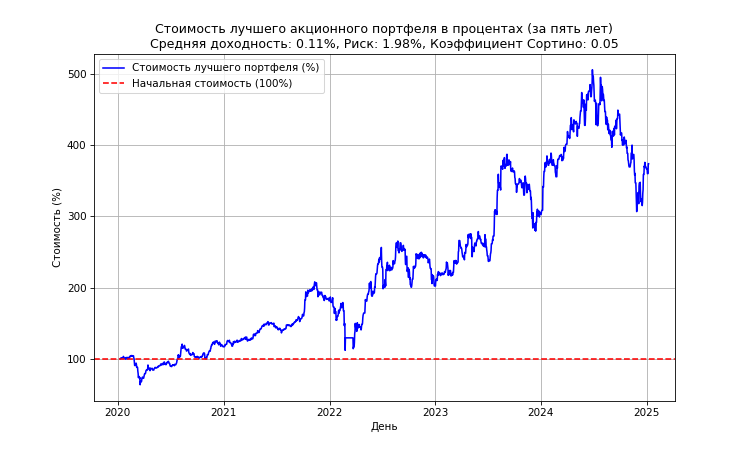 Стоимость лучшего акционного портфеля в процентах (за пять лет)
Средняя доходность: 0.11%, Риск: 1.98%, Коэффициент Сортино: 0.05
Стоимость лучшего портфеля (%)
Начальная стоимость (100%)
500
400
300
200
100
Стоимость (%)
2020
2021
2022
2023
2024
2025
День